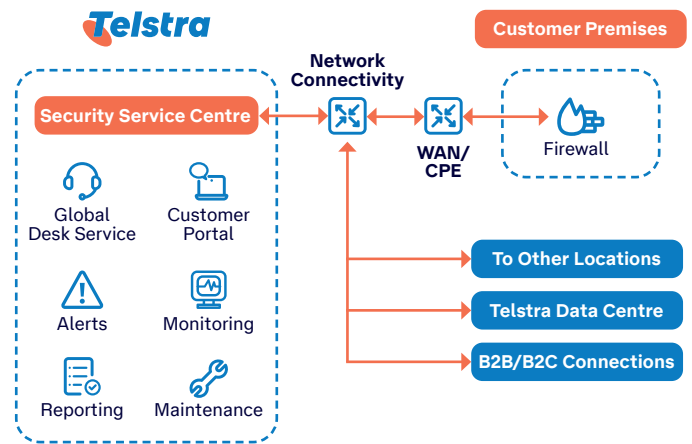 Telstra
Customer Premises
Network
Connectivity
Security Service Centre
WAN/
CPE
Firewall
Global
Desk Service
Customer
Portal
To Other Locations
Alerts
Monitoring
Telstra Data Centre
B2B/B2C Connections
Reporting
Maintenance